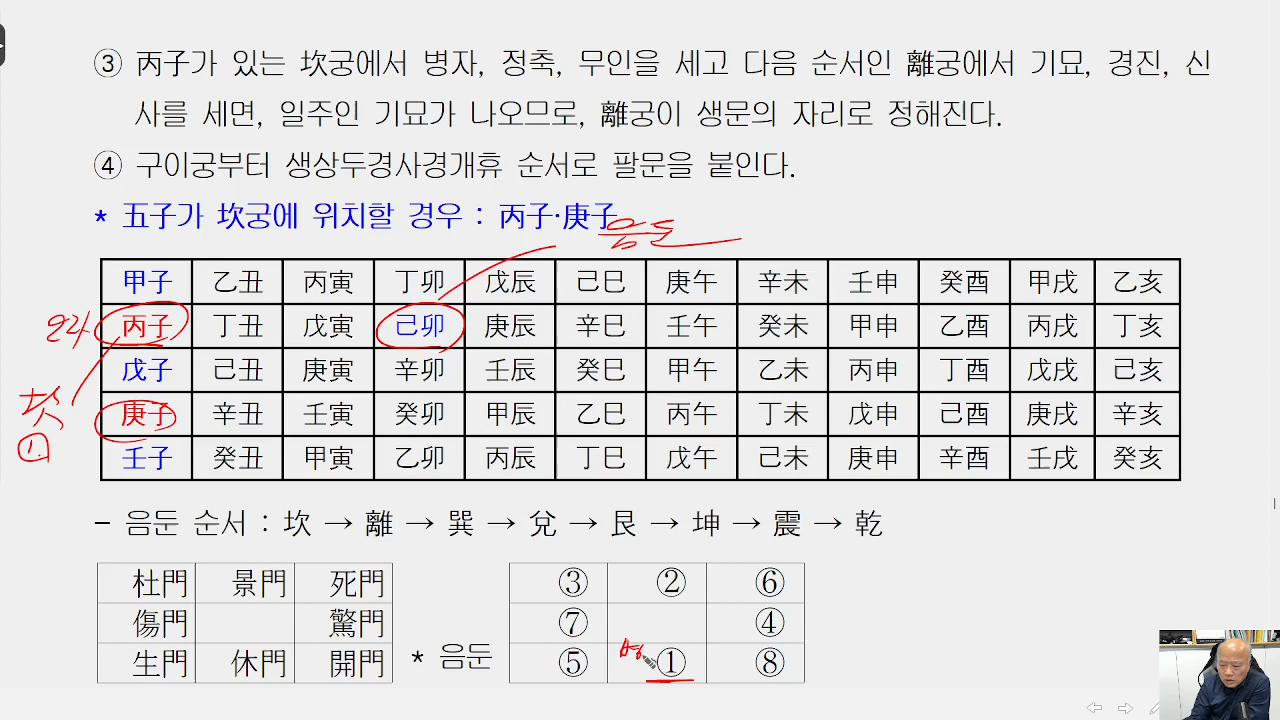 ③ 丙子가 있는 坎궁에서 병자, 정축, 무인을 세고 다음 순서인 離궁에서 기묘, 경진, 신
사를 세면, 일주인 기묘가 나오므로, 離궁이 생문의 자리로 정해진다.
④ 구이궁부터 생상두경사경개휴 순서로 팔문을 붙인다.
* 五子가 坎궁에 위치할 경우 : 丙子·庚子
음둔
甲子 乙丑 丙寅 丁卯 戊辰 己巳 庚午 辛未 壬申 癸酉 甲戌 乙亥
丙子 丁丑 戊寅 己卯 庚辰 辛巳 壬午 癸未 甲申 乙酉 丙戌 丁亥
戊子 己丑 庚寅 辛卯 壬辰 癸巳 甲午 乙未 丙申 丁酉 戊戌 己亥
庚子 辛丑 壬寅 癸卯 甲辰 乙巳 丙午 丁未 戊申 己酉 庚戌 辛亥
①
壬子 癸丑 甲寅 乙卯 丙辰 丁巳 戊午 己未 庚申 辛酉 壬戌 癸亥
- 음둔 순서 : 坎 → 離 → 巽 → 兌 → 艮 → 坤 → 震 → 乾
杜門 景門 死門 ③ ② ⑥
傷門 驚門 ⑦ ④
生門 休門 開門 * 음둔 ⑤ ① ⑧